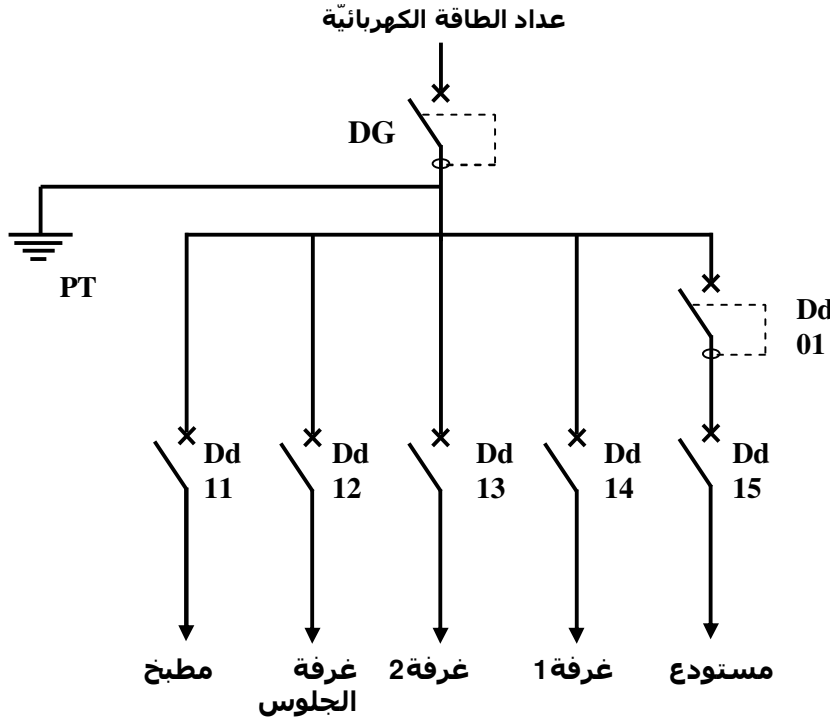 عداد الطاقة الكهربائيّة
DG
PT
Dd
01
Dd
11
Dd
12
Dd
13
Dd
14
Dd
15
مطبخ
غرفة
الجلوس
غرفة2
غرفة1
مستودع